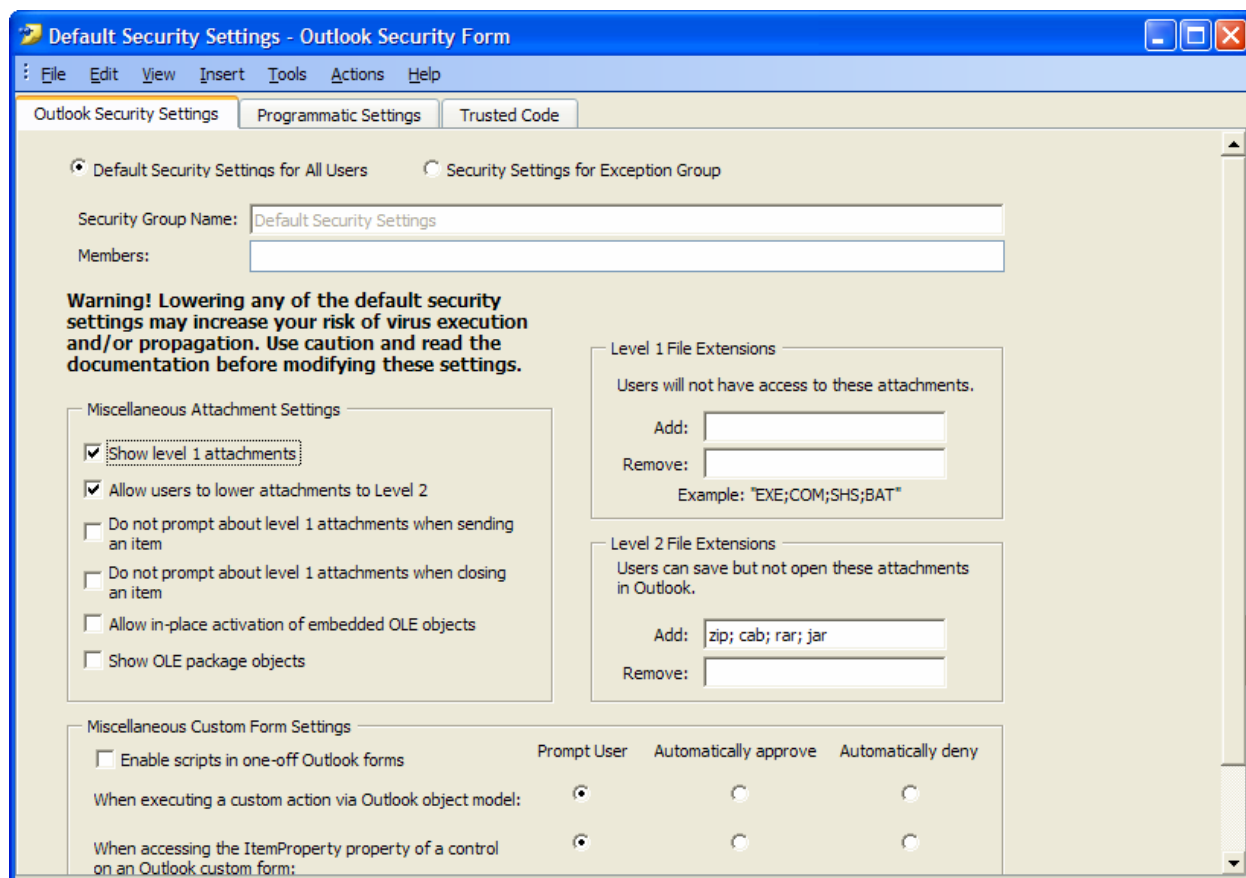 Default Security Settings - Outlook Security Form
File Edit View Insert Tools Actions Help
Outlook Security Settings Programmatic Settings Trusted Code
Default Security Settings for All Users Security Settings for Exception Group
Security Group Name: Default Security Settings
Members:
Warning! Lowering any of the default security
settings may increase your risk of virus execution
and/or propagation. Use caution and read the
documentation before modifying these settings.
Miscellaneous Attachment Settings
Show level 1 attachments
Allow users to lower attachments to Level 2
Do not prompt about level 1 attachments when sending
an item
Do not prompt about level 1 attachments when closing
an item
Allow in-place activation of embedded OLE objects
Show OLE package objects
Level 1 File Extensions
Users will not have access to these attachments.
Add:
Remove:
Example: "EXE;COM;SHS;BAT"
Level 2 File Extensions
Users can save but not open these attachments
in Outlook.
Add: zip; cab; rar; jar
Remove:
Miscellaneous Custom Form Settings
Enable scripts in one-off Outlook forms Prompt User Automatically approve Automatically deny
When executing a custom action via Outlook object model:
When accessing the ItemProperty property of a control
on an Outlook custom form: